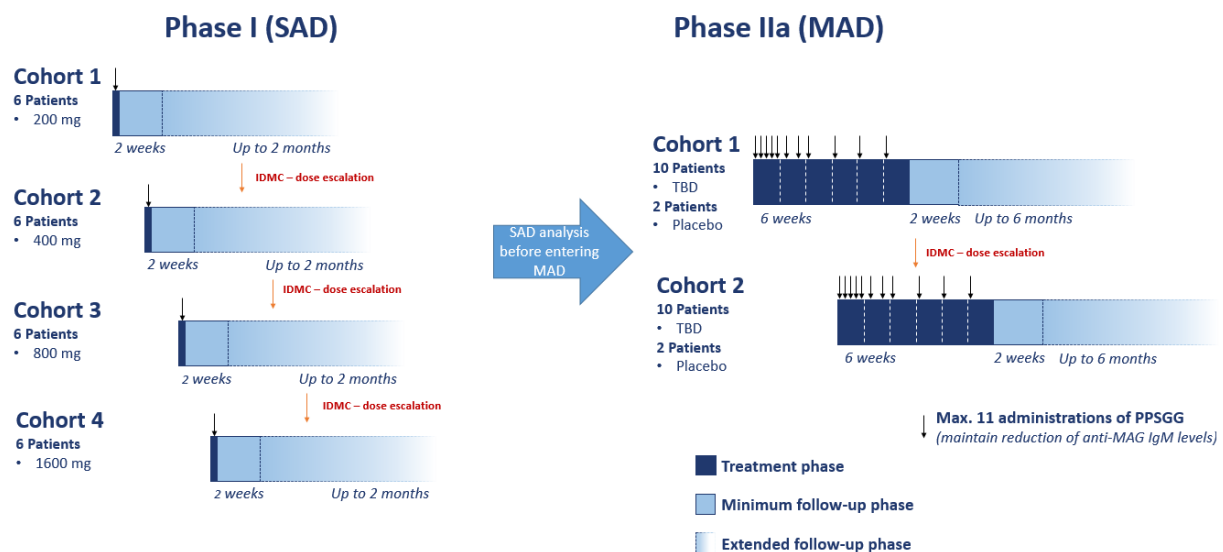 Phase I (SAD)
Cohort 1
6 Patients
• 200 mg
2 weeks
Up to 2 months
IDMC – dose escalation
Cohort 2
6 Patients
• 400 mg
2 weeks
Up to 2 months
IDMC – dose escalation
Cohort 3
6 Patients
• 800 mg
2 weeks
Up to 2 months
IDMC – dose escalation
Cohort 4
6 Patients
• 1600 mg
2 weeks
Up to 2 months
SAD analysis
before entering
MAD
Phase IIa (MAD)
Cohort 1
10 Patients
• TBD
2 Patients
• Placebo
6 weeks
2 weeks
Up to 6 months
IDMC – dose escalation
Cohort 2
10 Patients
• TBD
2 Patients
• Placebo
6 weeks
2 weeks
Up to 6 months
Max. 11 administrations of PPSGG
(maintain reduction of anti-MAG IgM levels)
Treatment phase
Minimum follow-up phase
Extended follow-up phase